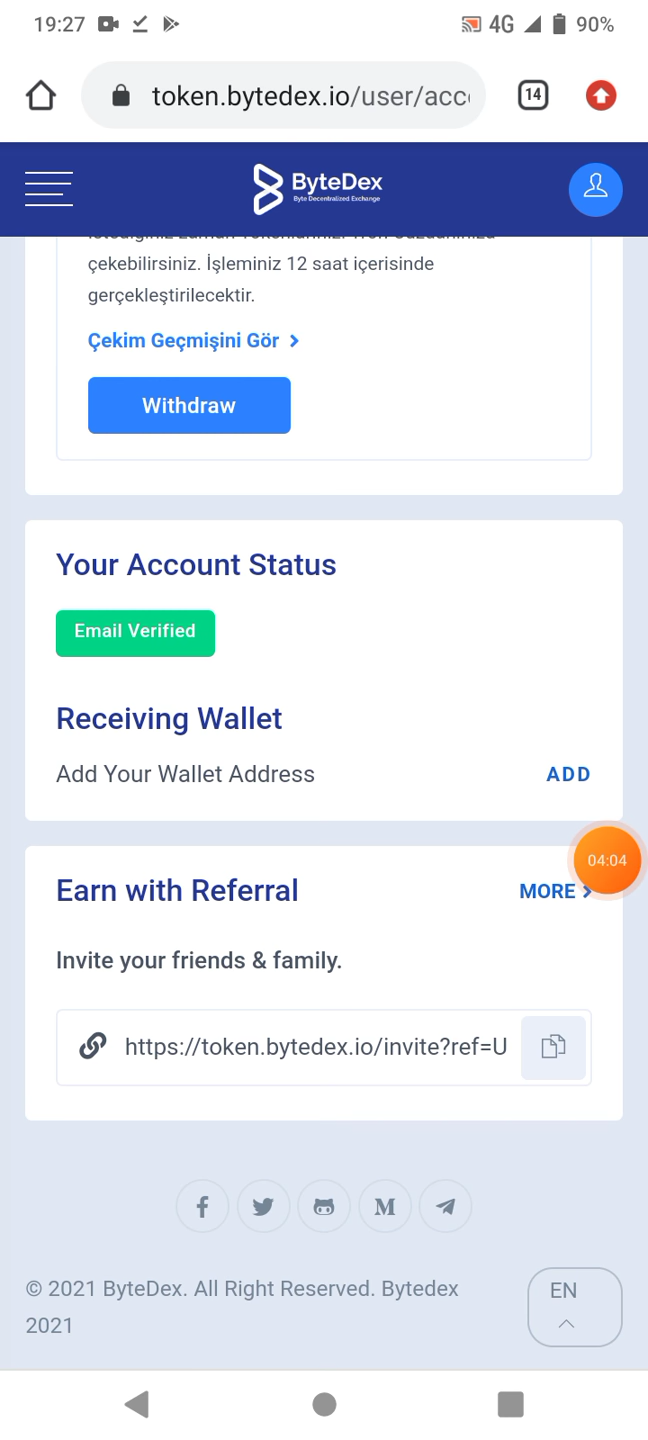 19:27
4G
90%
token.bytedex.io/user/acc
14
ByteDex
Byte Decentralized Exchange
çekebilirsiniz. İşleminiz 12 saat içerisinde
gerçekleştirilecektir.
Çekim Geçmişini Gör
Withdraw
Your Account Status
Email Verified
Receiving Wallet
Add Your Wallet Address
ADD
04:04
Earn with Referral
MORE
Invite your friends & family.
https://token.bytedex.io/invite?ref=U
© 2021 ByteDex. All Right Reserved. Bytedex
2021
EN